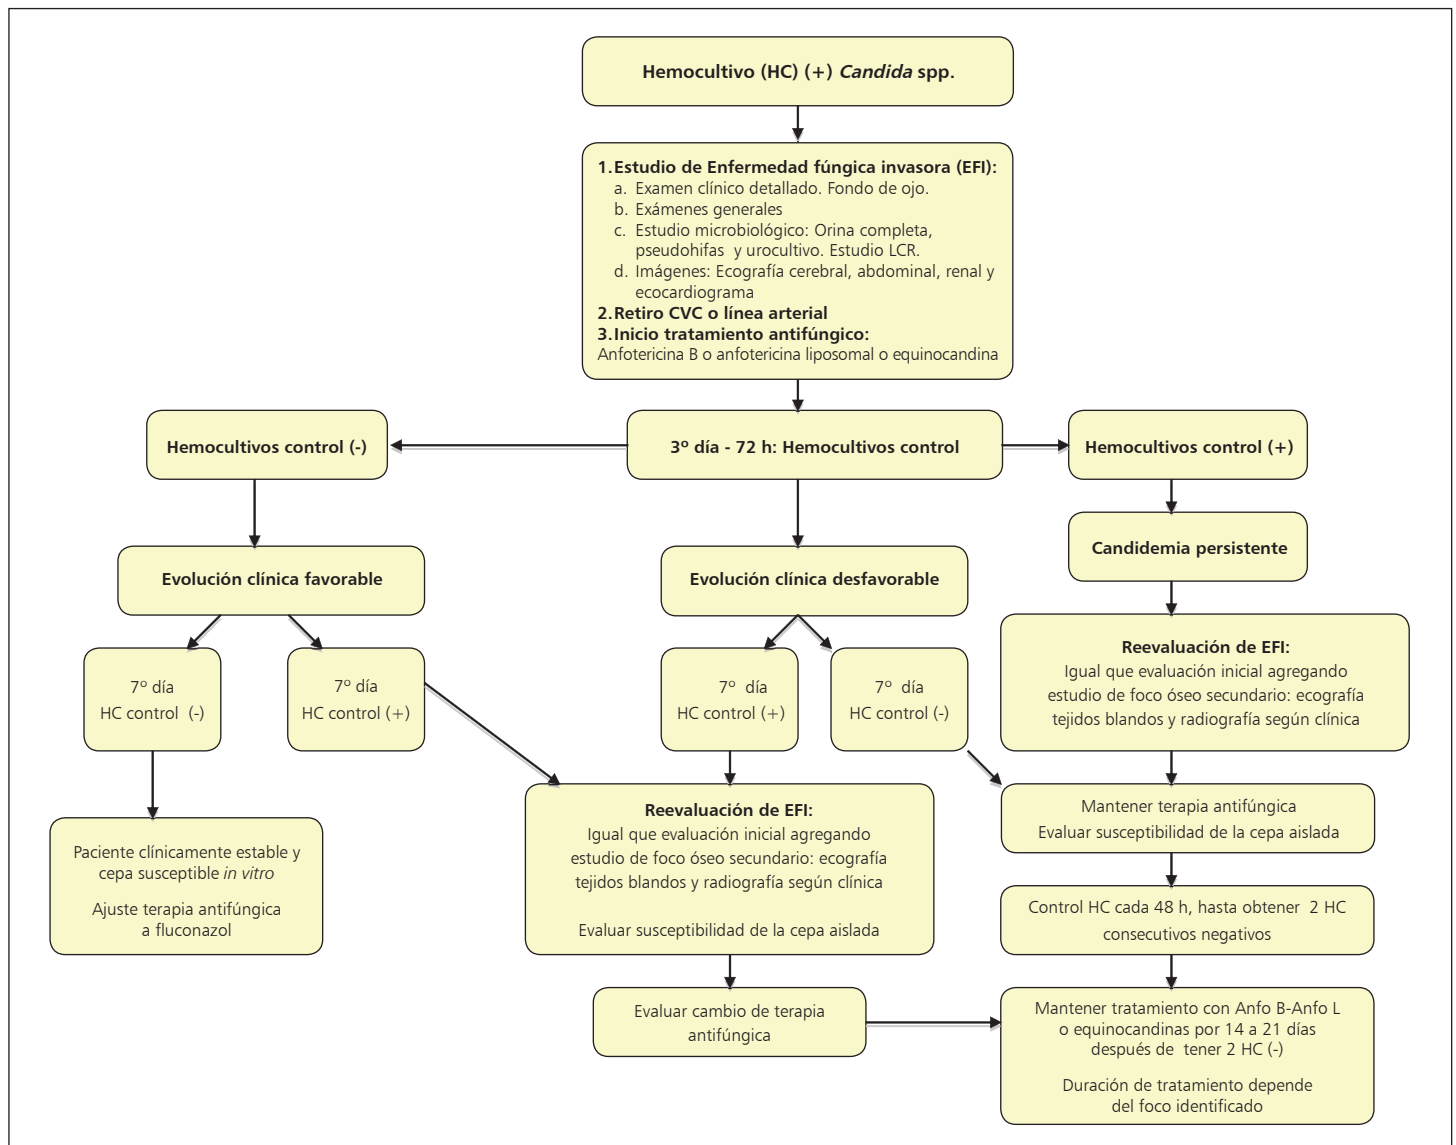 Hemocultivo (HC) (+) Candida spp.
1.Estudio de Enfermedad fúngica invasora (EFI):
a. Examen clínico detallado. Fondo de ojo.
b. Exámenes generales
c. Estudio microbiológico: Orina completa,
pseudohifas y urocultivo. Estudio LCR.
d. Imágenes: Ecografía cerebral, abdominal, renal y
ecocardiograma
2.Retiro CVC o línea arterial
3.Inicio tratamiento antifúngico:
Anfotericina B o anfotericina liposomal o equinocandina
Hemocultivos control (-)
3º día - 72 h: Hemocultivos control
Hemocultivos control (+)
Candidemia persistente
Evolución clínica favorable
Evolución clínica desfavorable
Reevaluación de EFI:
Igual que evaluación inicial agregando
estudio de foco óseo secundario: ecografía
tejidos blandos y radiografía según clínica
7º día
HC control (-)
7º día
HC control (+)
7º día
HC control (+)
7º día
HC control (-)
Mantener terapia antifúngica
Evaluar susceptibilidad de la cepa aislada
Paciente clínicamente estable y
cepa susceptible in vitro
Ajuste terapia antifúngica
a fluconazol
Reevaluación de EFI:
Igual que evaluación inicial agregando
estudio de foco óseo secundario: ecografía
tejidos blandos y radiografía según clínica
Evaluar susceptibilidad de la cepa aislada
Control HC cada 48 h, hasta obtener 2 HC
consecutivos negativos
Evaluar cambio de terapia
antifúngica
Mantener tratamiento con Anfo B-Anfo L
o equinocandinas por 14 a 21 días
después de tener 2 HC (-)
Duración de tratamiento depende
del foco identificado